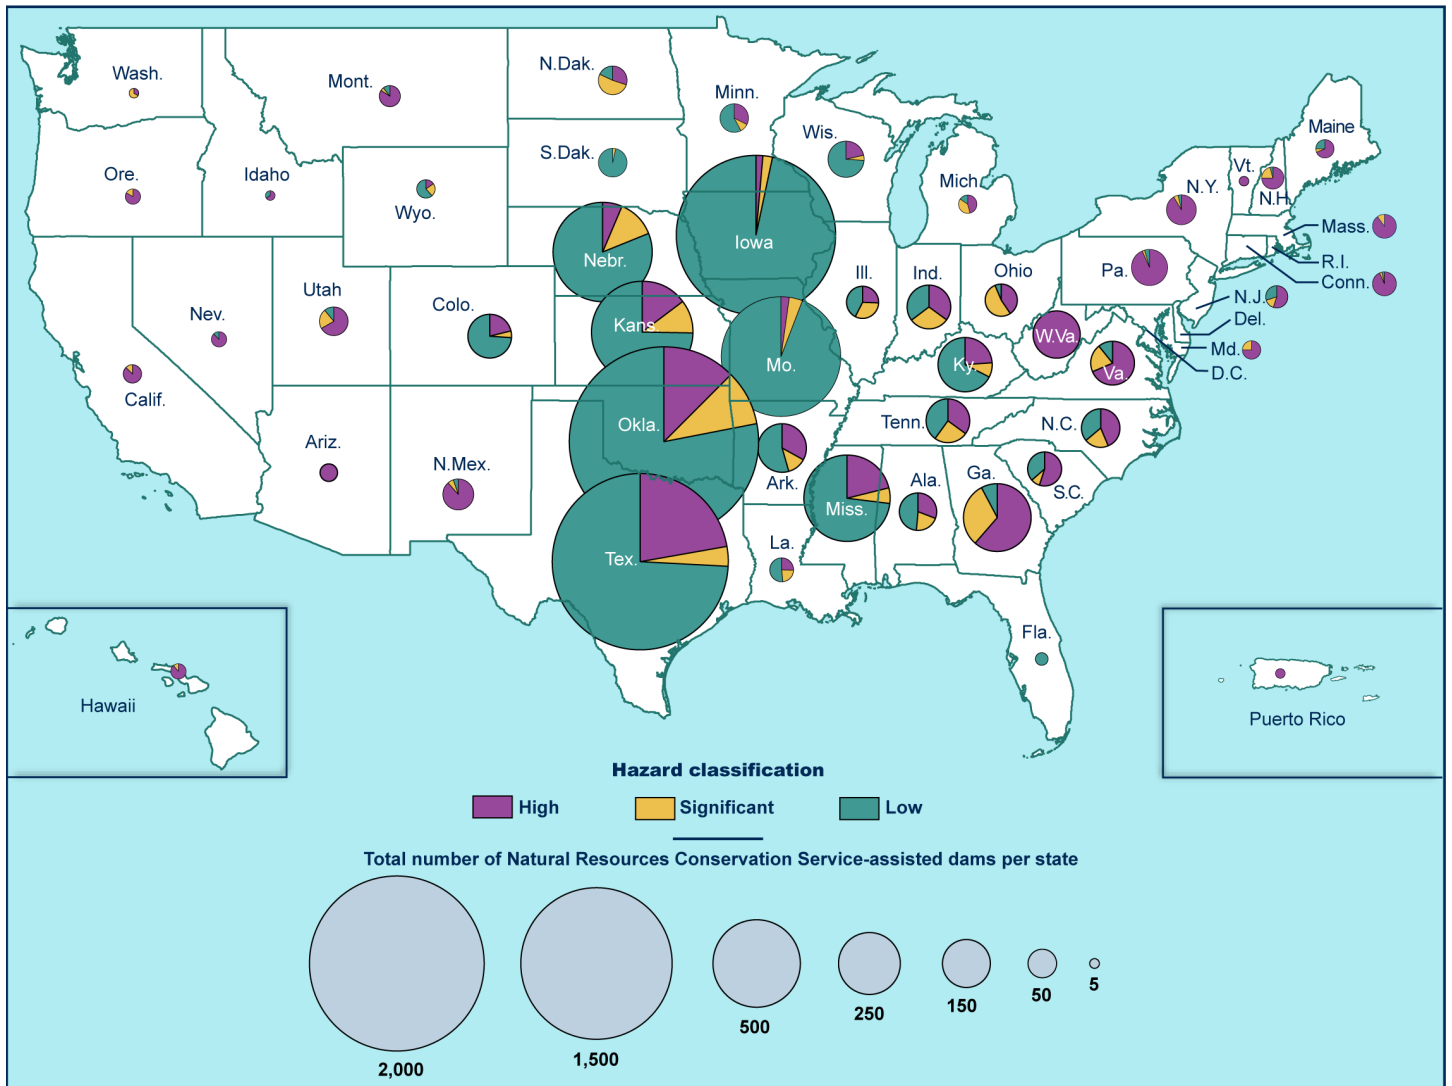 Wash.
Mont.
N.Dak.
Minn.
Wis.
Mich.
Maine
Vt.
N.H.
N.Y.
Ore.
Idaho
Wyo.
S.Dak.
Iowa
Nebr.
Mass.
R.I.
Conn.
Pa.
N.J.
Del.
Md.
D.C.
Nev.
Utah
Colo.
Kans.
Mo.
Ill.
Ind.
Ohio
W.Va.
Va.
Ky.
Calif.
Ariz.
N.Mex.
Okla.
Ark.
Tenn.
N.C.
S.C.
Tex.
La.
Miss.
Ala.
Ga.
Fla.
Hawaii
Puerto Rico
Hazard classification
High
Significant
Low
Total number of Natural Resources Conservation Service-assisted dams per state
2,000
1,500
500
250
150
50
5